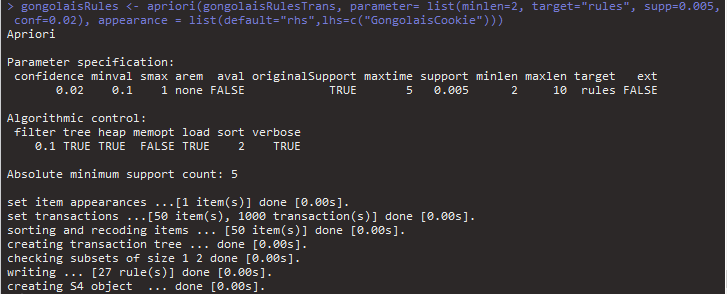 > gongolaisRules <- apriori(gongolaisRulesTrans, parameter= list(minlen=2, target="rules", supp=0.005,
conf=0.02), appearance = list(default="rhs",lhs=c("GongolaisCookie")))
Apriori
Parameter specification:
confidence minval smax arem aval originalSupport maxtime support minlen maxlen target ext
0.02 0.1 1 none FALSE TRUE 5 0.005 2 10 rules FALSE
Algorithmic control:
filter tree heap memopt load sort verbose
0.1 TRUE TRUE FALSE TRUE 2 TRUE
Absolute minimum support count: 5
set item appearances ...[1 item(s)] done [0.00s].
set transactions ...[50 item(s), 1000 transaction(s)] done [0.00s].
sorting and recoding items ... [50 item(s)] done [0.00s].
creating transaction tree ... done [0.00s].
checking subsets of size 1 2 done [0.00s].
writing ... [27 rule(s)] done [0.00s].
creating S4 object  ... done [0.00s].